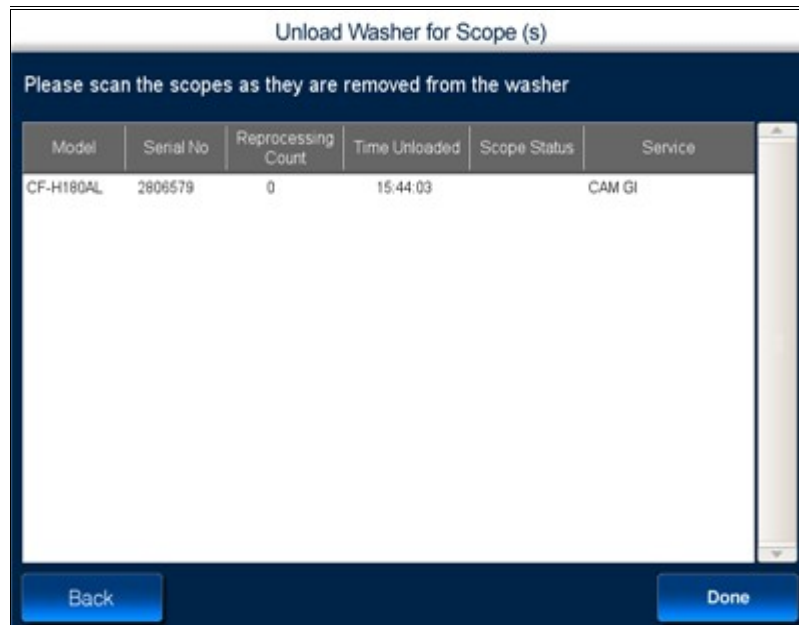 Unload Washer for Scope (s)
Please scan the scopes as they are removed from the washer
Model Serial No Reprocessing Count Time Unloaded Scope Status Service
CF-H180AL 2806579 0 15:44:03 CAM GI
Back Done